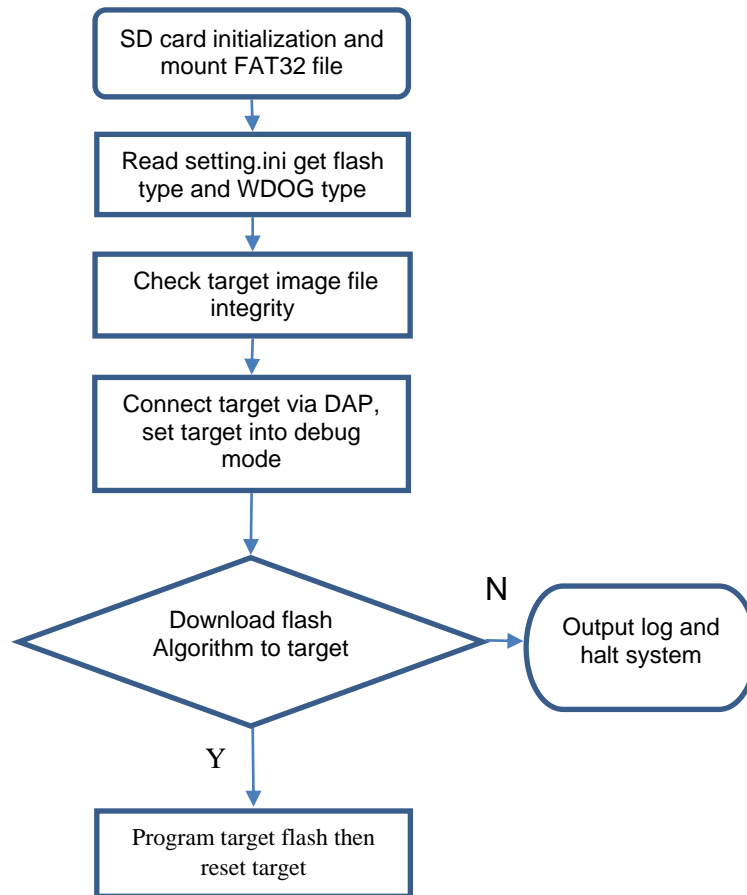 SD card initialization and
mount FAT32 file
Read setting.ini get flash
type and WDOG type
Check target image file
integrity
Connect target via DAP,
set target into debug
mode
Download flash
Algorithm to target
N
Output log and
halt system
Y
Program target flash then
reset target